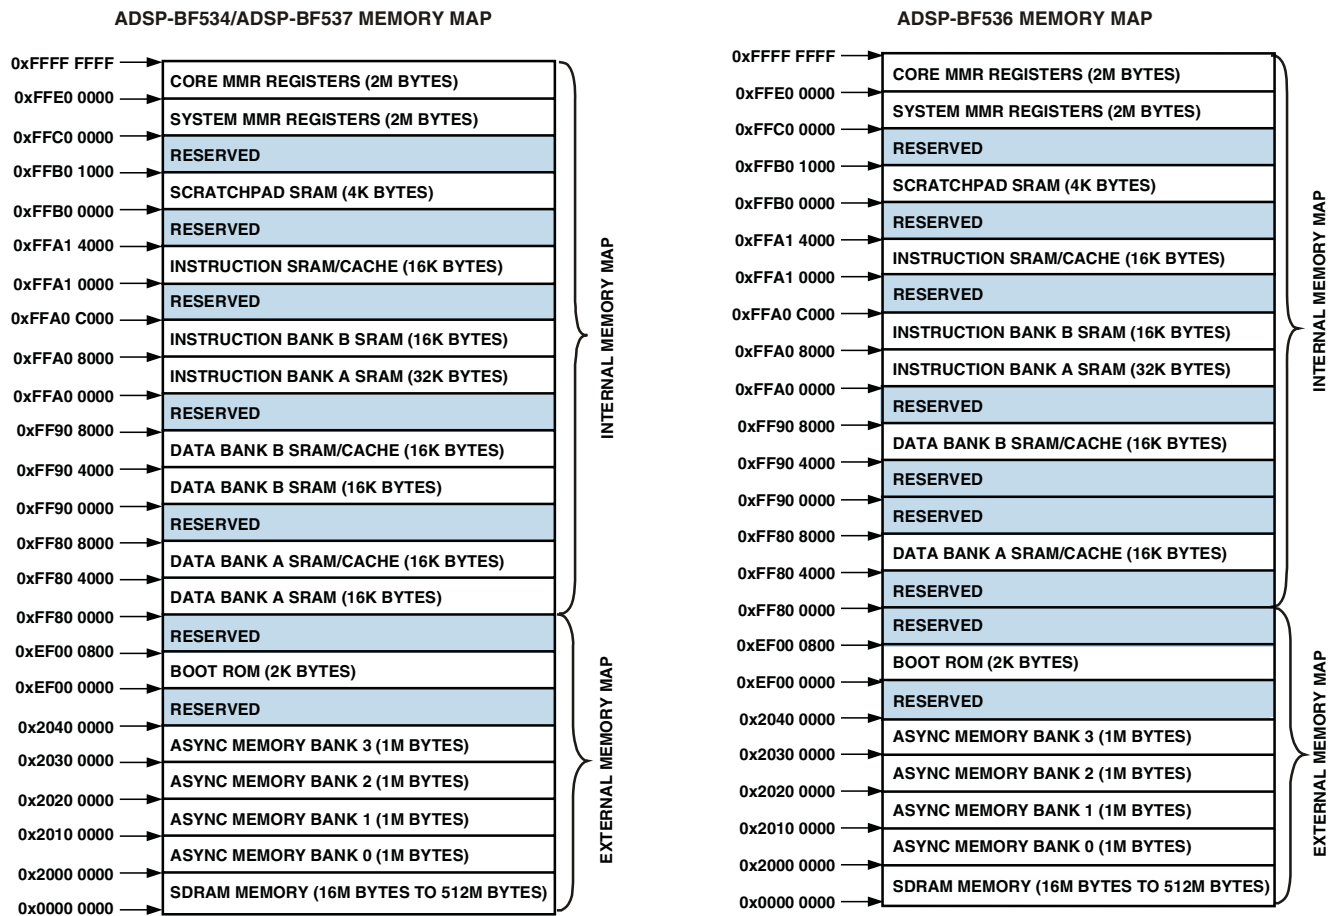 ADSP-BF534/ADSP-BF537 MEMORY MAP
0xFFFF FFFF
CORE MMR REGISTERS (2M BYTES)
0xFFE0 0000
SYSTEM MMR REGISTERS (2M BYTES)
0xFFC0 0000
RESERVED
0xFFB0 1000
SCRATCHPAD SRAM (4K BYTES)
0xFFB0 0000
RESERVED
0xFFA1 4000
INSTRUCTION SRAM/CACHE (16K BYTES)
0xFFA1 0000
RESERVED
0xFFA0 C000
INSTRUCTION BANK B SRAM (16K BYTES)
0xFFA0 8000
INSTRUCTION BANK A SRAM (32K BYTES)
0xFFA0 0000
RESERVED
0xFF90 8000
DATA BANK B SRAM/CACHE (16K BYTES)
0xFF90 4000
DATA BANK B SRAM (16K BYTES)
0xFF90 0000
RESERVED
0xFF80 8000
DATA BANK A SRAM/CACHE (16K BYTES)
0xFF80 4000
DATA BANK A SRAM (16K BYTES)
0xFF80 0000
RESERVED
0xEF00 0800
BOOT ROM (2K BYTES)
0xEF00 0000
RESERVED
0x2040 0000
ASYNC MEMORY BANK 3 (1M BYTES)
0x2030 0000
ASYNC MEMORY BANK 2 (1M BYTES)
0x2020 0000
ASYNC MEMORY BANK 1 (1M BYTES)
0x2010 0000
ASYNC MEMORY BANK 0 (1M BYTES)
0x2000 0000
SDRAM MEMORY (16M BYTES TO 512M BYTES)
0x0000 0000
INTERNAL MEMORY MAP
EXTERNAL MEMORY MAP
ADSP-BF536 MEMORY MAP
0xFFFF FFFF
CORE MMR REGISTERS (2M BYTES)
0xFFE0 0000
SYSTEM MMR REGISTERS (2M BYTES)
0xFFC0 0000
RESERVED
0xFFB0 1000
SCRATCHPAD SRAM (4K BYTES)
0xFFB0 0000
RESERVED
0xFFA1 4000
INSTRUCTION SRAM/CACHE (16K BYTES)
0xFFA1 0000
RESERVED
0xFFA0 C000
INSTRUCTION BANK B SRAM (16K BYTES)
0xFFA0 8000
INSTRUCTION BANK A SRAM (32K BYTES)
0xFFA0 0000
RESERVED
0xFF90 8000
DATA BANK B SRAM/CACHE (16K BYTES)
0xFF90 4000
RESERVED
0xFF90 0000
RESERVED
0xFF80 8000
DATA BANK A SRAM/CACHE (16K BYTES)
0xFF80 4000
RESERVED
0xFF80 0000
RESERVED
0xEF00 0800
BOOT ROM (2K BYTES)
0xEF00 0000
RESERVED
0x2040 0000
ASYNC MEMORY BANK 3 (1M BYTES)
0x2030 0000
ASYNC MEMORY BANK 2 (1M BYTES)
0x2020 0000
ASYNC MEMORY BANK 1 (1M BYTES)
0x2010 0000
ASYNC MEMORY BANK 0 (1M BYTES)
0x2000 0000
SDRAM MEMORY (16M BYTES TO 512M BYTES)
0x0000 0000
INTERNAL MEMORY MAP
EXTERNAL MEMORY MAP